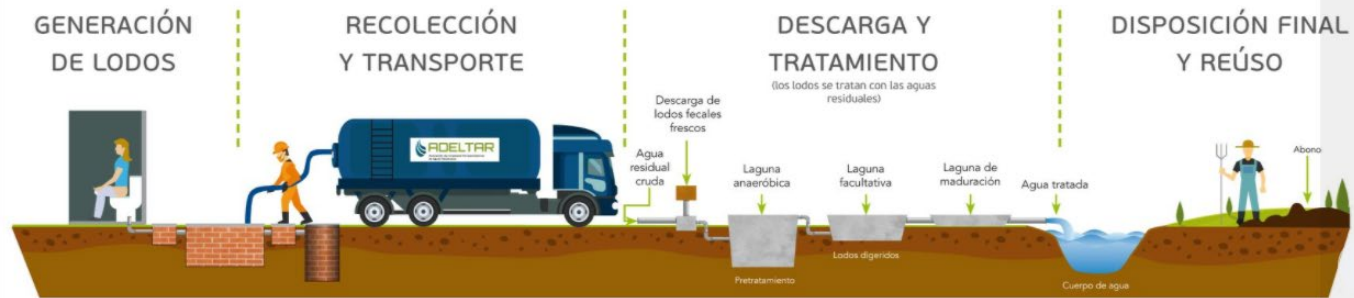 GENERACIÓN
DE LODOS
RECOLECCIÓN
Y TRANSPORTE
ADELTAR
DESCARGA Y
TRATAMIENTO
(los lodos se tratan con las aguas
residuales)
Descarga de
lodos fecales
frescos
Agua
residual
cruda
Laguna
anaeróbica
Laguna
facultativa
Laguna de
maduración
Agua tratada
Pretratamiento
Lodos digeridos
Cuerpo de agua
DISPOSICIÓN FINAL
Y REÚSO
Abono